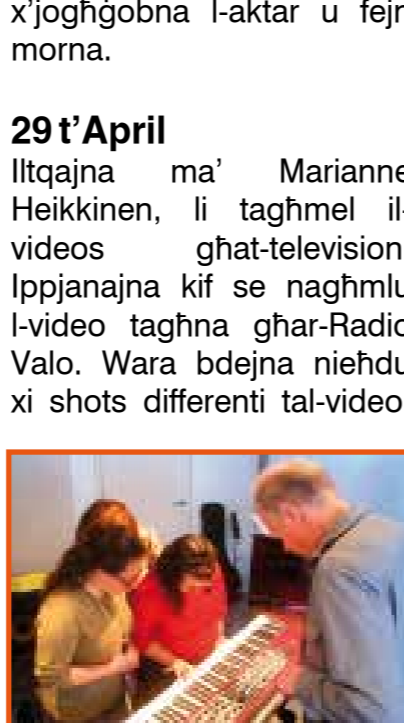 x'jogħġobna l-aktar u fejn
morna.
29 t'April
Iltqajna ma' Marianne
Heikkinen, li tagħmel il-
videos għat-television.
Ippjanajna kif se nagħmlu
l-video tagħna għar-Radio
Valo. Wara bdejna nieħdu
xi shots differenti tal-video